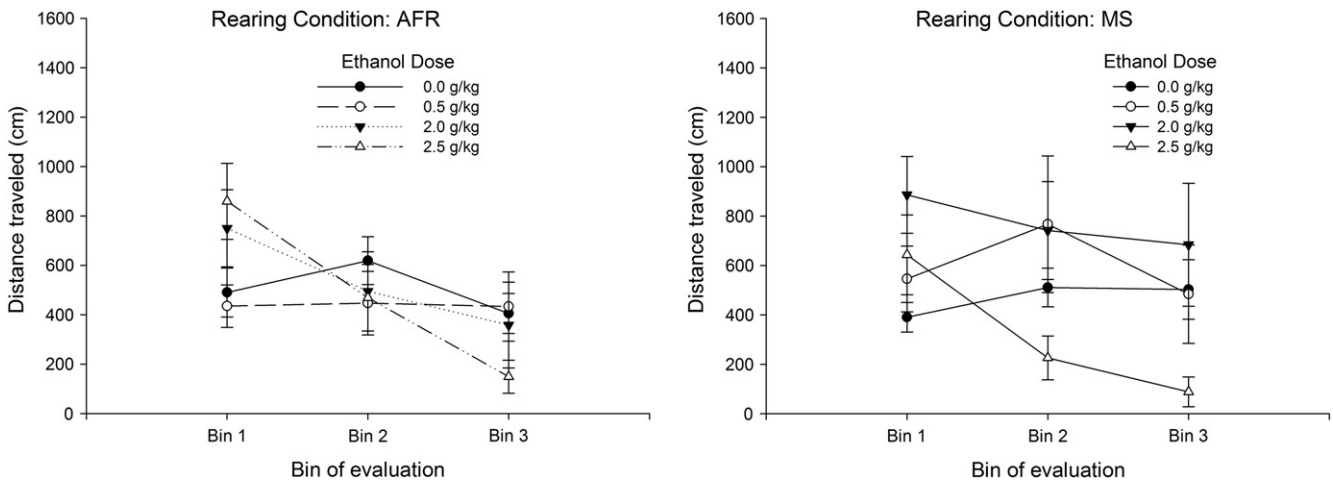 Rearing Condition: AFR
Ethanol Dose
0.0 g/kg
0.5 g/kg
2.0 g/kg
2.5 g/kg
Distance traveled (cm)
1600
1400
1200
1000
800
600
400
200
0
Bin 1
Bin 2
Bin 3
Bin of evaluation
Rearing Condition: MS
Ethanol Dose
0.0 g/kg
0.5 g/kg
2.0 g/kg
2.5 g/kg
Distance traveled (cm)
1600
1400
1200
1000
800
600
400
200
0
Bin 1
Bin 2
Bin 3
Bin of evaluation